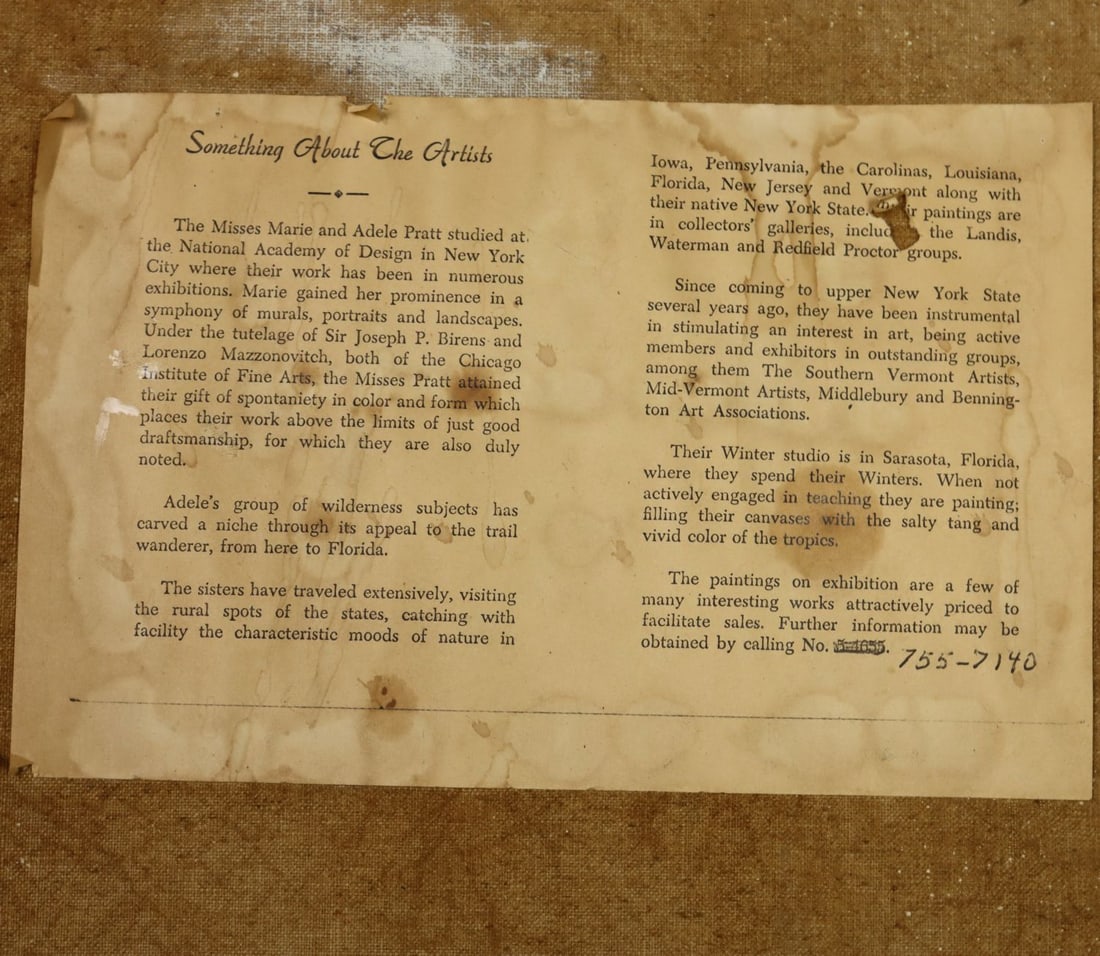 Something About The Artists
The Misses Marie and Adele Pratt studied at
the National Academy of Design in New York
City where their work has been in numerous
exhibitions. Marie gained her prominence in a
symphony of murals, portraits and landscapes.
Under the tutelage of Sir Joseph P. Birens and
Lorenzo Mazzonovitch, both of the Chicago
Institute of Fine Arts, the Misses Pratt attained
their gift of spontaniety in color and form which
places their work above the limits of just good
draftsmanship, for which they are also duly
noted.
Adele's group of wilderness subjects has
carved a niche through its appeal to the trail
wanderer, from here to Florida.
The sisters have traveled extensively, visiting
the rural spots of the states, catching with
facility the characteristic moods of nature in
Iowa, Pennsylvania, the Carolinas, Louisiana,
Florida, New Jersey and Vermont along with
their native New York State. paintings are
in collectors' galleries, the Landis,
Waterman and Redfield Proctor groups.
Since coming to upper New York State
several years ago, they have been instrumental
in stimulating an interest in art, being active
members and exhibitors in outstanding groups,
among them The Southern Vermont Artists,
Mid-Vermont Artists, Middlebury and Benning-
ton Art Associations.
Their Winter studio is in Sarasota, Florida,
where they spend their Winters. When not
actively engaged in teaching they are painting;
filling their canvases with the salty tang and
vivid color of the tropics.
The paintings on exhibition are a few of
many interesting works attractively priced to
facilitate sales. Further information may be
obtained by calling No. 755-7140